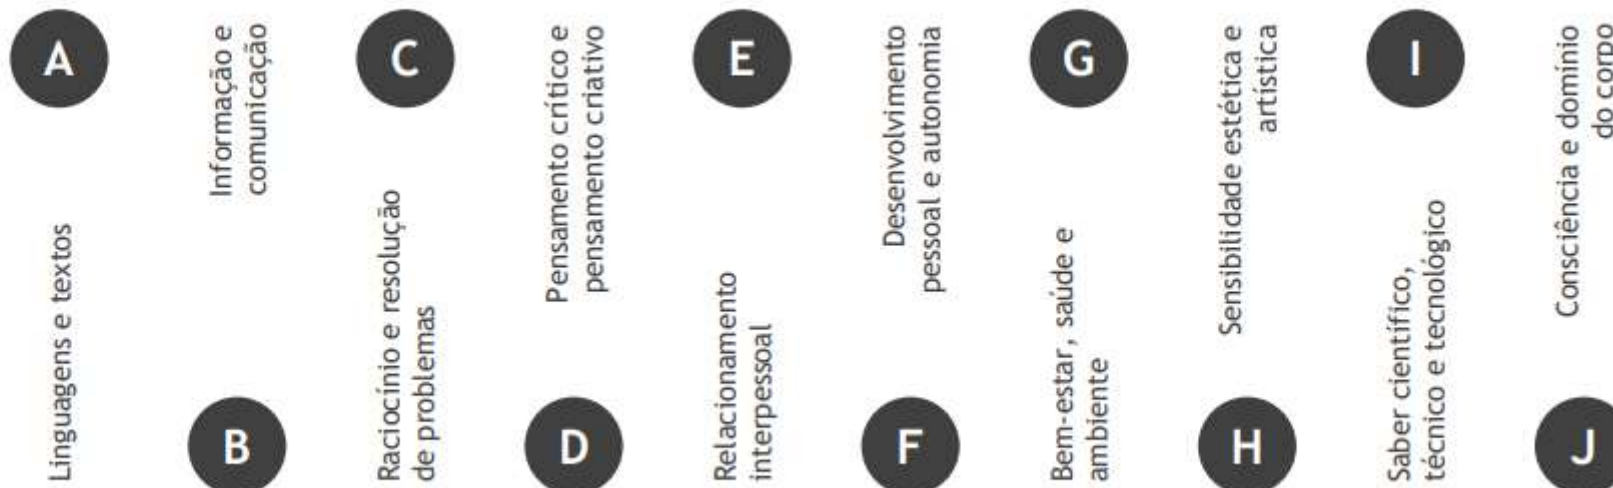 A
Linguagens e textos
Informação e
comunicação
B
C
Raciocínio e resolução
de problemas
Pensamento crítico e
pensamento criativo
D
E
Relacionamento
interpessoal
Desenvolvimento
pessoal e autonomia
F
G
Bem-estar, saúde e
ambiente
Sensibilidade estética e
artística
H
I
Saber científico,
técnico e tecnológico
Consciência e domínio
do corpo
J